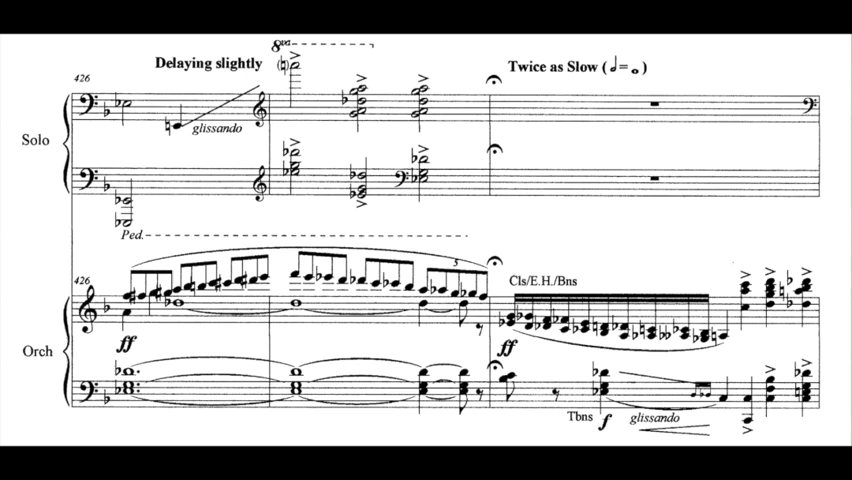 8va
Delaying slightly
Twice as Slow (𝅗𝅥 = 𝅝 )
426
Solo
glissando
Ped.
426
5
Cls/E.H./Bns
Orch
ff
ff
Tbns f glissando